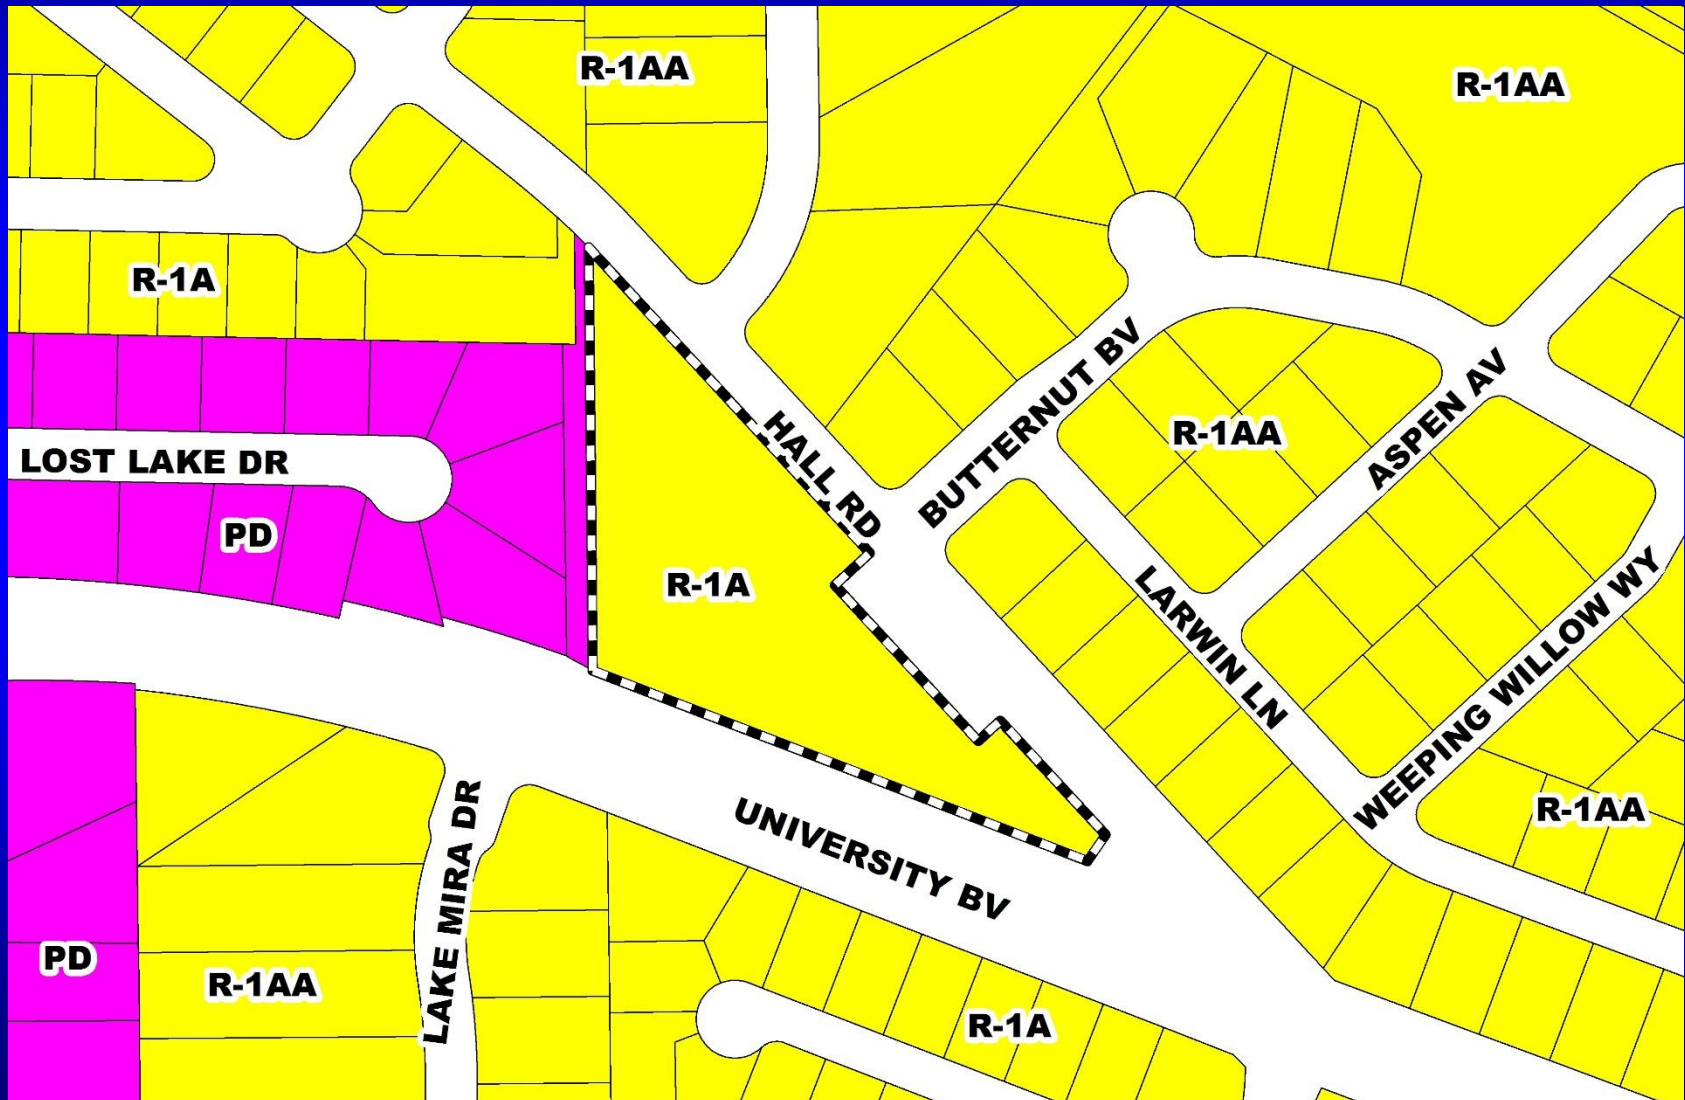 R-1AA
R-1AA
R-1A
BUTTERNUT BV
ASPEN AV
R-1AA
LOST LAKE DR
HALL RD
PD
R-1A
LARWIN LN
WEEPING WILLOW WY
LAKE MIRA DR
UNIVERSITY BV
R-1AA
PD
R-1AA
R-1A